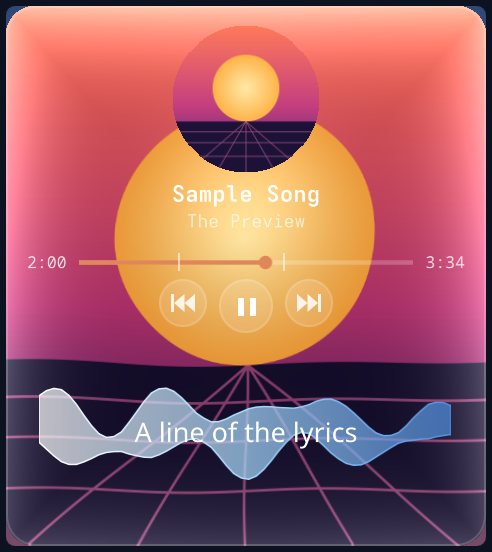 Sample Song
The Preview
2:00
3:34
A line of the lyrics